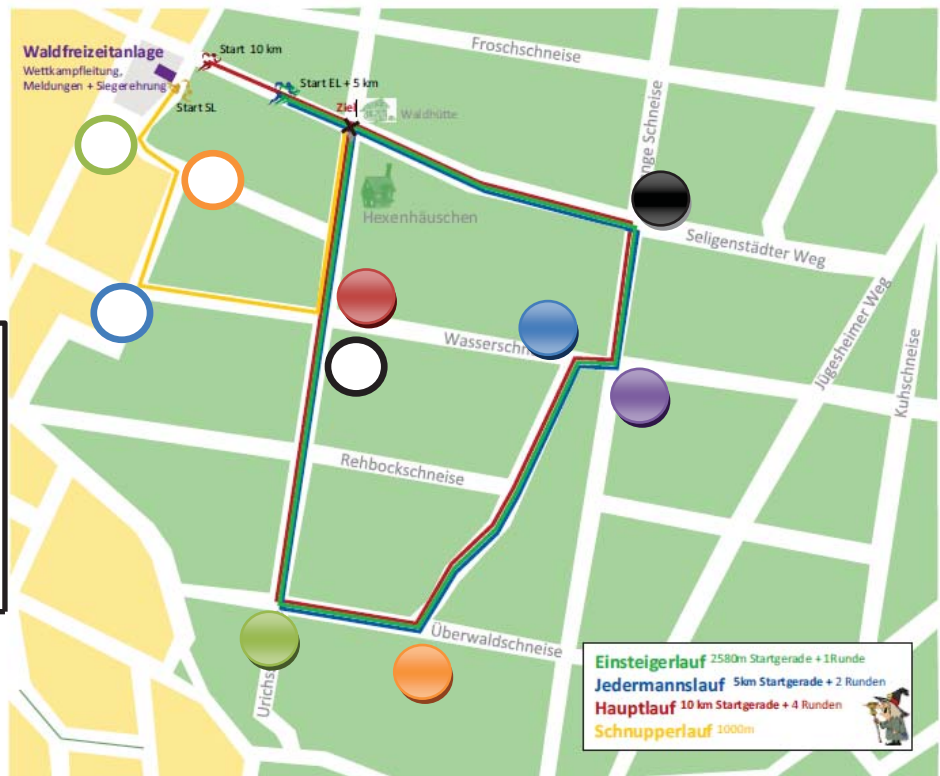 Waldfreizeitanlage
Wettkampfleitung,
Meldungen + Siegerehrung
Start 10 km
Start EL + 5 km
Start SL
Ziel
Waldhütte
Hexenhäuschen
Froschschneise
nge Schneise
Seligenstädter Weg
Jügesheimer Weg
Kuhschneise
Wasserschn
Rehbockschneise
Überwaldschneise
Urichs
Einsteigerlauf 2580m Startgerade + 1Runde
Jedermannslauf 5km Startgerade + 2 Runden
Hauptlauf 10 km Startgerade + 4 Runden
Schnupperlauf 1000m